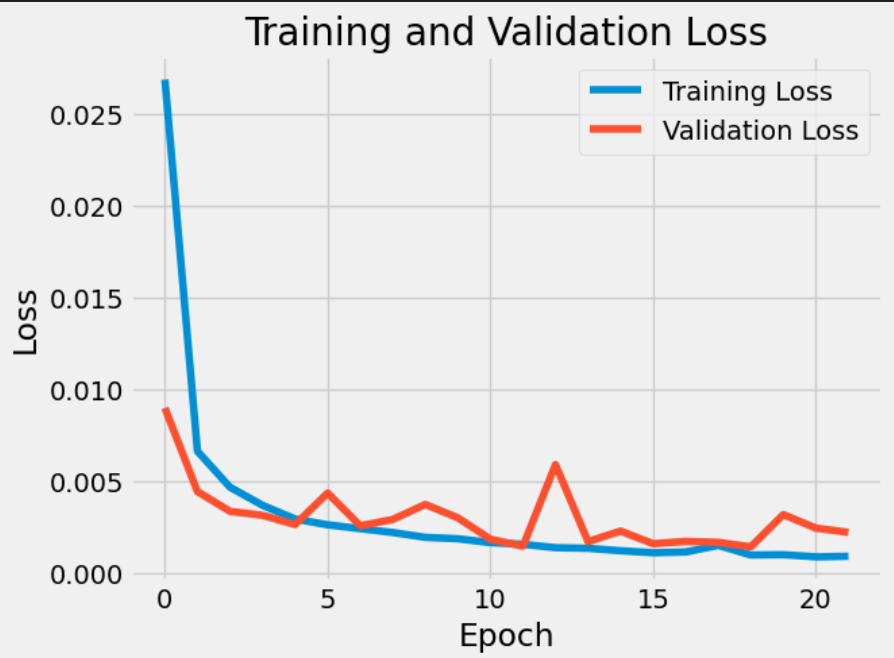 Training and Validation Loss
Training Loss
Validation Loss
0.025
0.020
0.015
0.010
0.005
0.000
Loss
0 5 10 15 20
Epoch